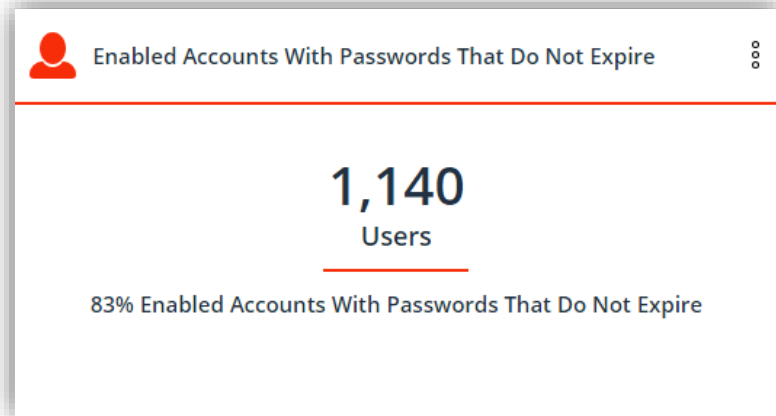 Enabled Accounts With Passwords That Do Not Expire
1,140
Users
83% Enabled Accounts With Passwords That Do Not Expire